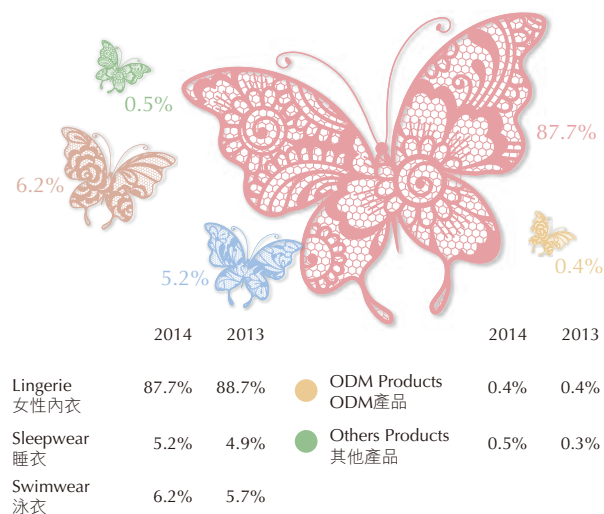 0.5%
87.7%
6.2%
5.2%
0.4%
2014 2013
Lingerie 87.7% 88.7%
女性內衣
Sleepwear 5.2% 4.9%
睡衣
Swimwear 6.2% 5.7%
泳衣
2014 2013
ODM Products 0.4% 0.4%
ODM產品
Others Products 0.5% 0.3%
其他產品